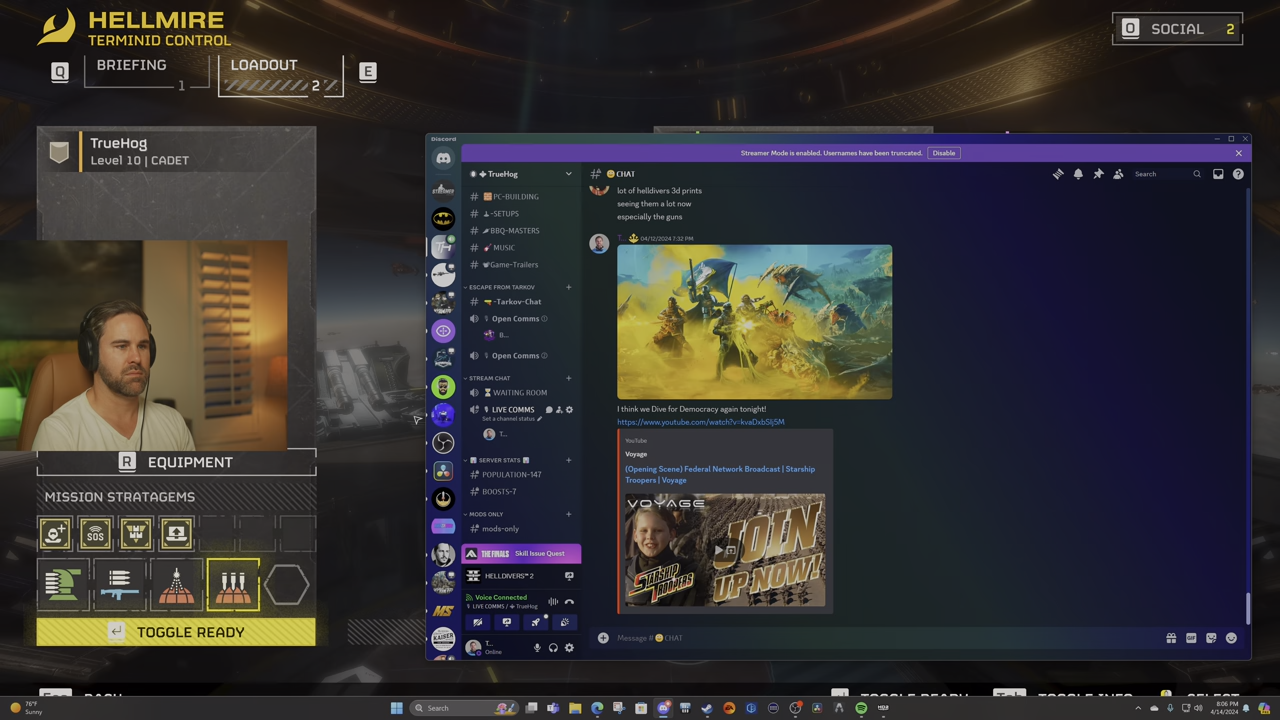 HELLMIRE
TERMINID CONTROL
Q
BRIEFING
1
LOADOUT
2
E
O SOCIAL 2
TrueHog
Level 10 | CADET
R EQUIPMENT
MISSION STRATAGEMS
SOS
TOGGLE READY
Discord
Streamer Mode is enabled. Usernames have been truncated. Disable
TrueHog
# PC-BUILDING
# -SETUPS
# BBQ-MASTERS
# MUSIC
# Game-Trailers
ESCAPE FROM TARKOV
# -Tarkov-Chat
Open Comms
B...
Open Comms
STREAM CHAT
WAITING ROOM
LIVE COMMS
Set a channel status
T...
SERVER STATS
# POPULATION-147
# BOOSTS-7
MODS ONLY
# mods-only
THE FINALS Skill Issue Quest
HELLDIVERS™ 2
Voice Connected
LIVE COMMS / TrueHog
T...
Online
# CHAT
Search
lot of helldivers 3d prints
seeing them a lot now
especially the guns
T... 04/12/2024 7:32 PM
I think we Dive for Democracy again tonight!
YouTube
Voyage
(Opening Scene) Federal Network Broadcast | Starship
Troopers | Voyage
VOYAGE
JOIN
UP NOW!
STARSHIP
TROOPERS
Message # CHAT
GIF
MS
KAISER
76°F
Sunny
Search
8:06 PM
4/14/2024